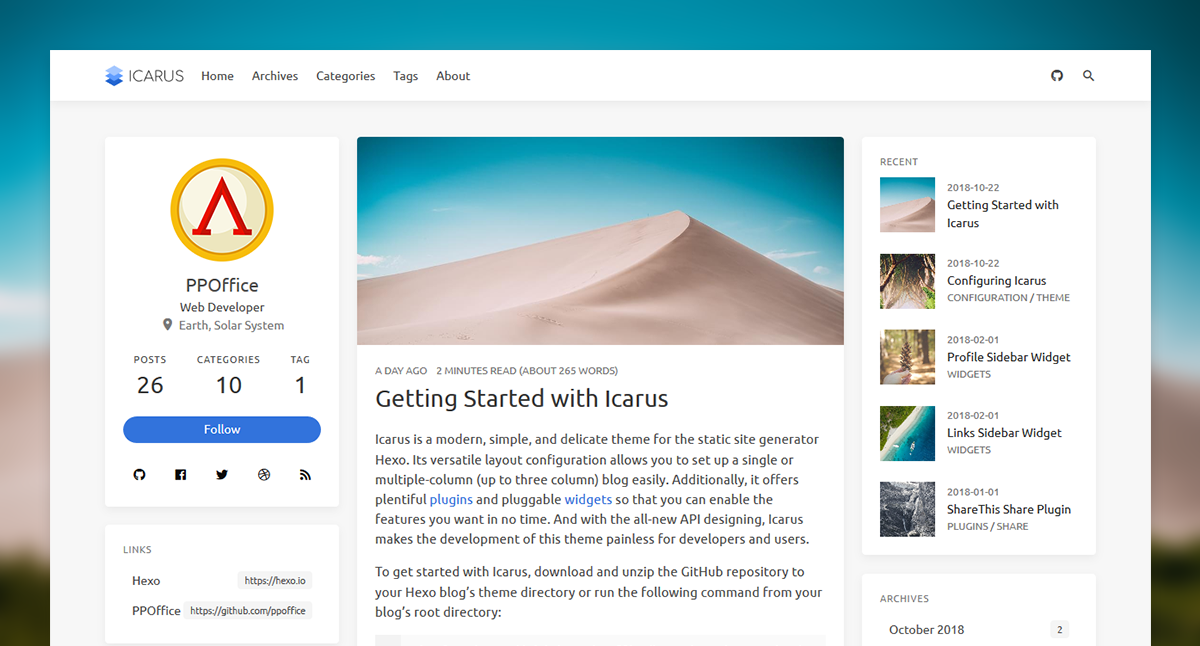 ICARUS Home Archives Categories Tags About
PPOffice
Web Developer
Earth, Solar System
POSTS CATEGORIES TAG
26 10 1
Follow
LINKS
Hexo https://hexo.io
PPOffice https://github.com/ppoffice
A DAY AGO 2 MINUTES READ (ABOUT 265 WORDS)
Getting Started with Icarus
Icarus is a modern, simple, and delicate theme for the static site generator
Hexo. Its versatile layout configuration allows you to set up a single or
multiple-column (up to three column) blog easily. Additionally, it offers
plentiful plugins and pluggable widgets so that you can enable the
features you want in no time. And with the all-new API designing, Icarus
makes the development of this theme painless for developers and users.
To get started with Icarus, download and unzip the GitHub repository to
your Hexo blog's theme directory or run the following command from your
blog's root directory:
RECENT
2018-10-22
Getting Started with
Icarus
2018-10-22
Configuring Icarus
CONFIGURATION / THEME
2018-02-01
Profile Sidebar Widget
WIDGETS
2018-02-01
Links Sidebar Widget
WIDGETS
2018-01-01
ShareThis Share Plugin
PLUGINS / SHARE
ARCHIVES
October 2018 2